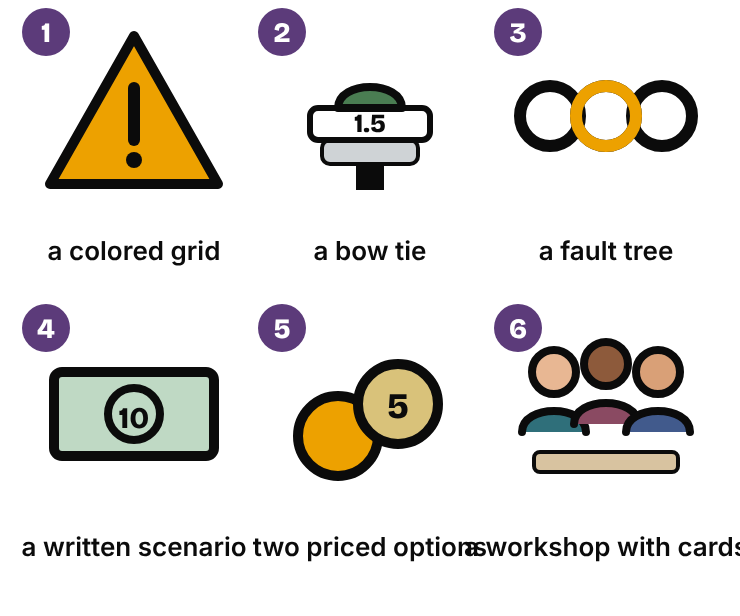 1
2
3
1.5
a colored grid
a bow tie
a fault tree
4
5
6
10
5
a written scenario
two priced options
a workshop with cards